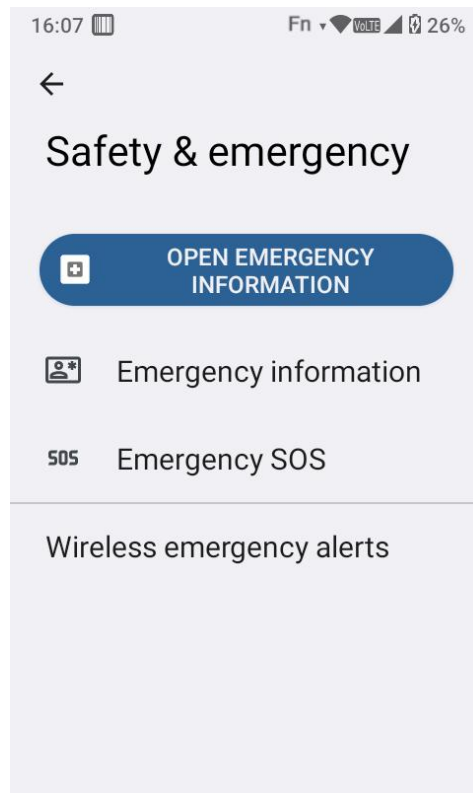 16:07 Fn VoLTE 26%
Safety & emergency
OPEN EMERGENCY
INFORMATION
Emergency information
SOS Emergency SOS
Wireless emergency alerts